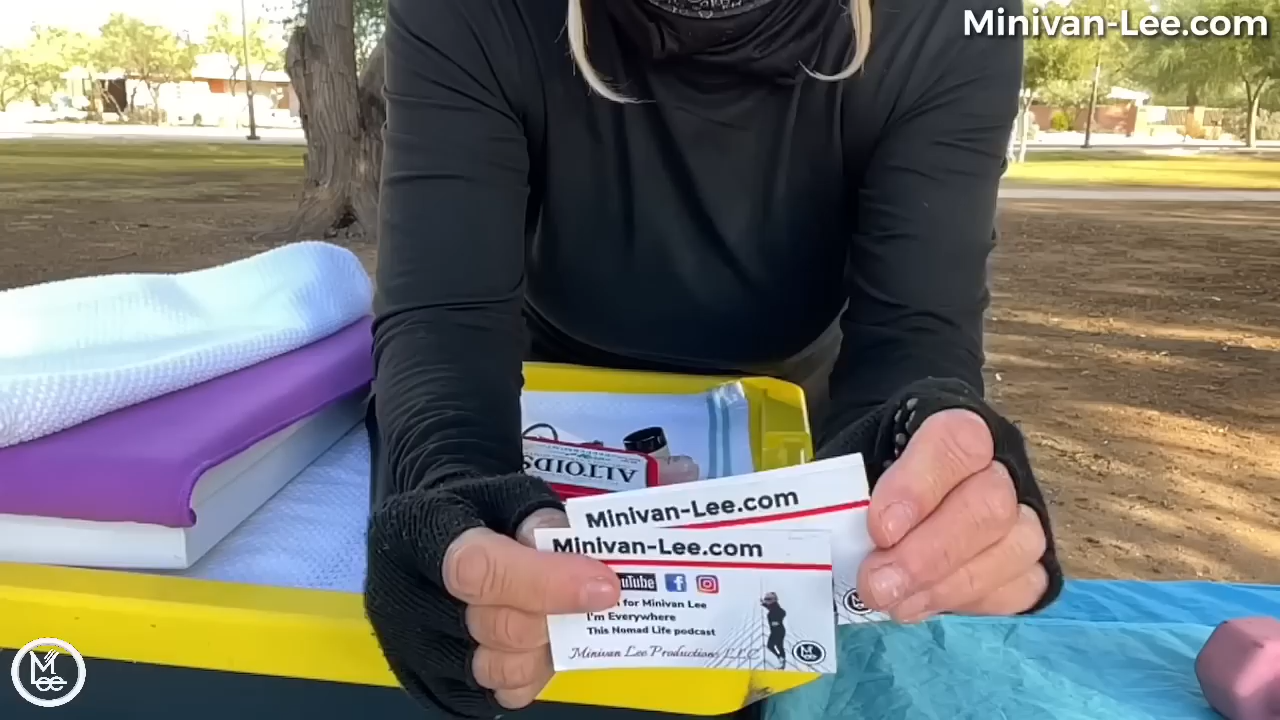 Minivan-Lee.com
ALTOIDS
Minivan-Lee.com
Minivan-Lee.com
uTube
for Minivan Lee
I'm Everywhere
This Nomad Life podcast
Minivan Lee Productions LLC